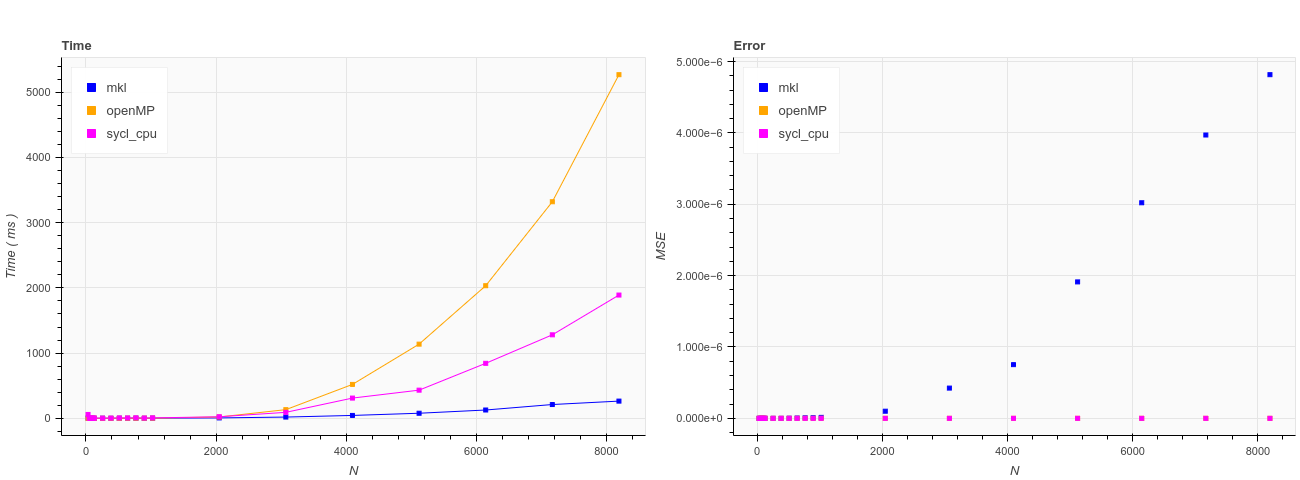 Time
mkl
openMP
sycl_cpu
5000
4000
3000
2000
1000
0
Time ( ms )
0 2000 4000 6000 8000
N
Error
mkl
openMP
sycl_cpu
5.000e−6
4.000e−6
3.000e−6
2.000e−6
1.000e−6
0.000e+0
MSE
0 2000 4000 6000 8000
N